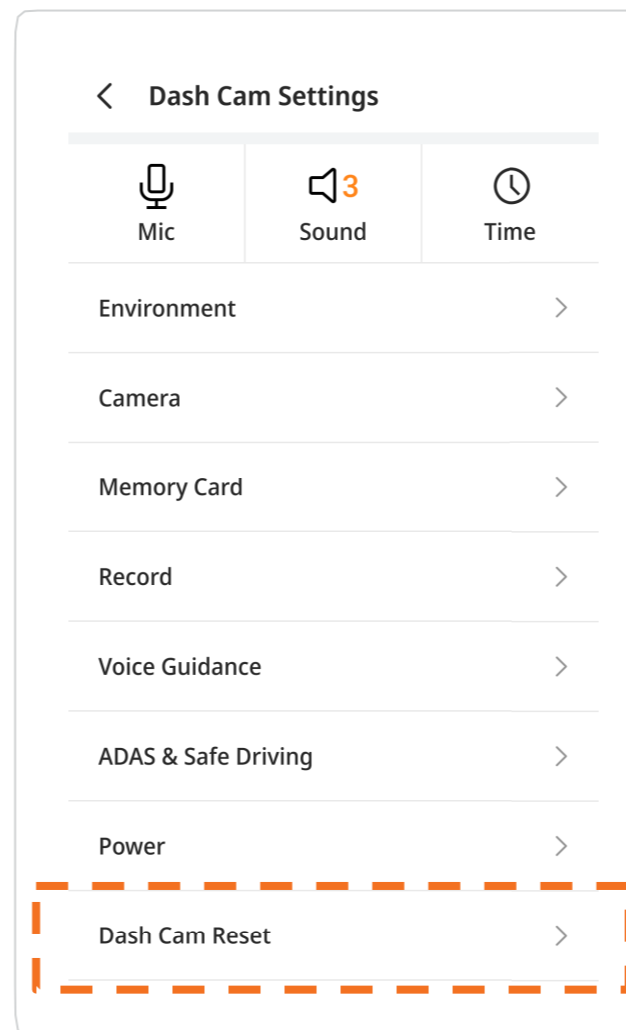 Dash Cam Settings
3
Mic
Sound
Time
Environment
Camera
Memory Card
Record
Voice Guidance
ADAS & Safe Driving
Power
Dash Cam Reset